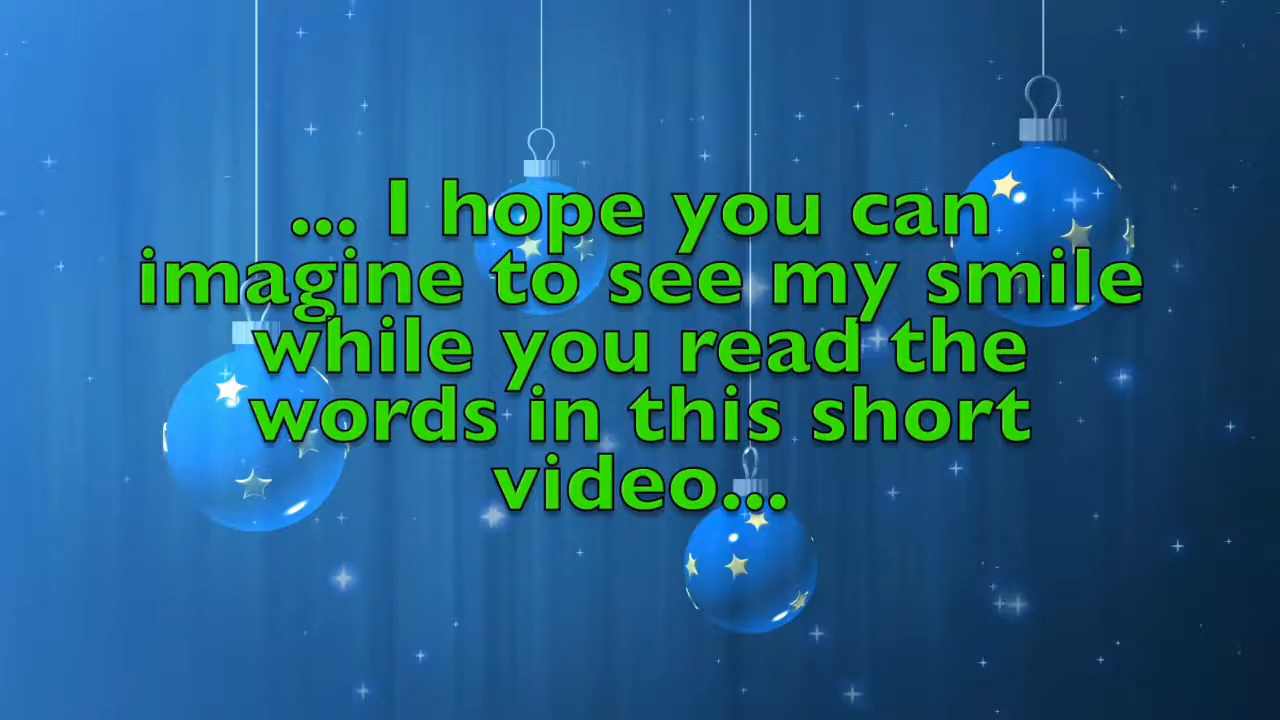 ... I hope you can
imagine to see my smile
while you read the
words in this short
video...